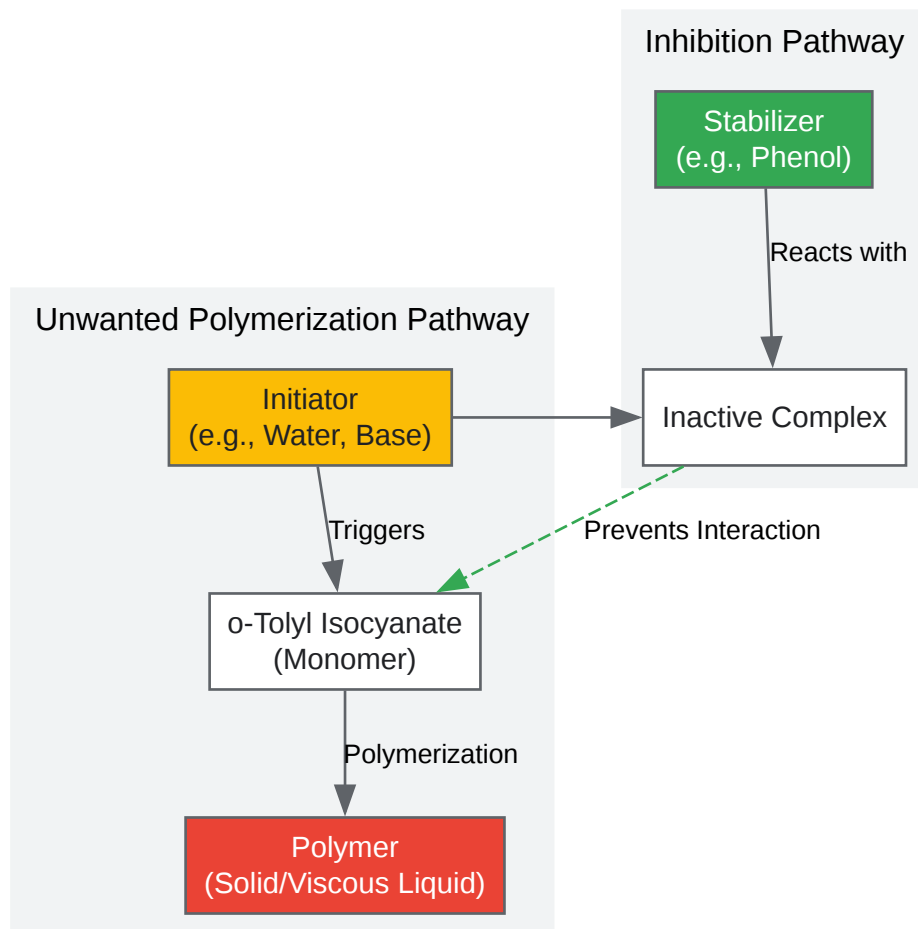 Inhibition Pathway
Stabilizer
(e.g., Phenol)
Reacts with
Unwanted Polymerization Pathway
Initiator
(e.g., Water, Base)
Inactive Complex
Triggers
Prevents Interaction
o-Tolyl Isocyanate
(Monomer)
Polymerization
Polymer
(Solid/Viscous Liquid)